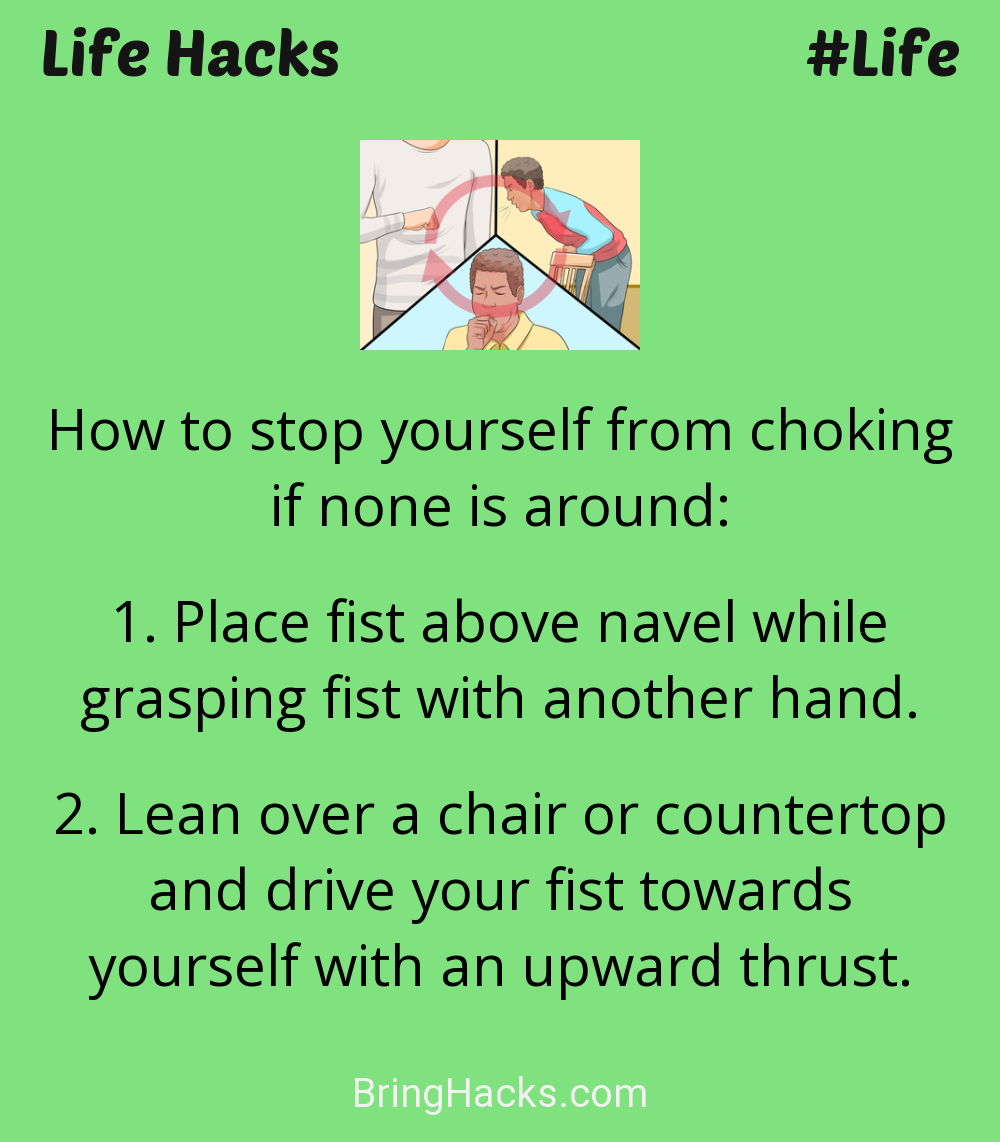 Life Hacks
#Life
How to stop yourself from choking
if none is around:
1. Place fist above navel while
grasping fist with another hand.
2. Lean over a chair or countertop
and drive your fist towards
yourself with an upward thrust.
BringHacks.com